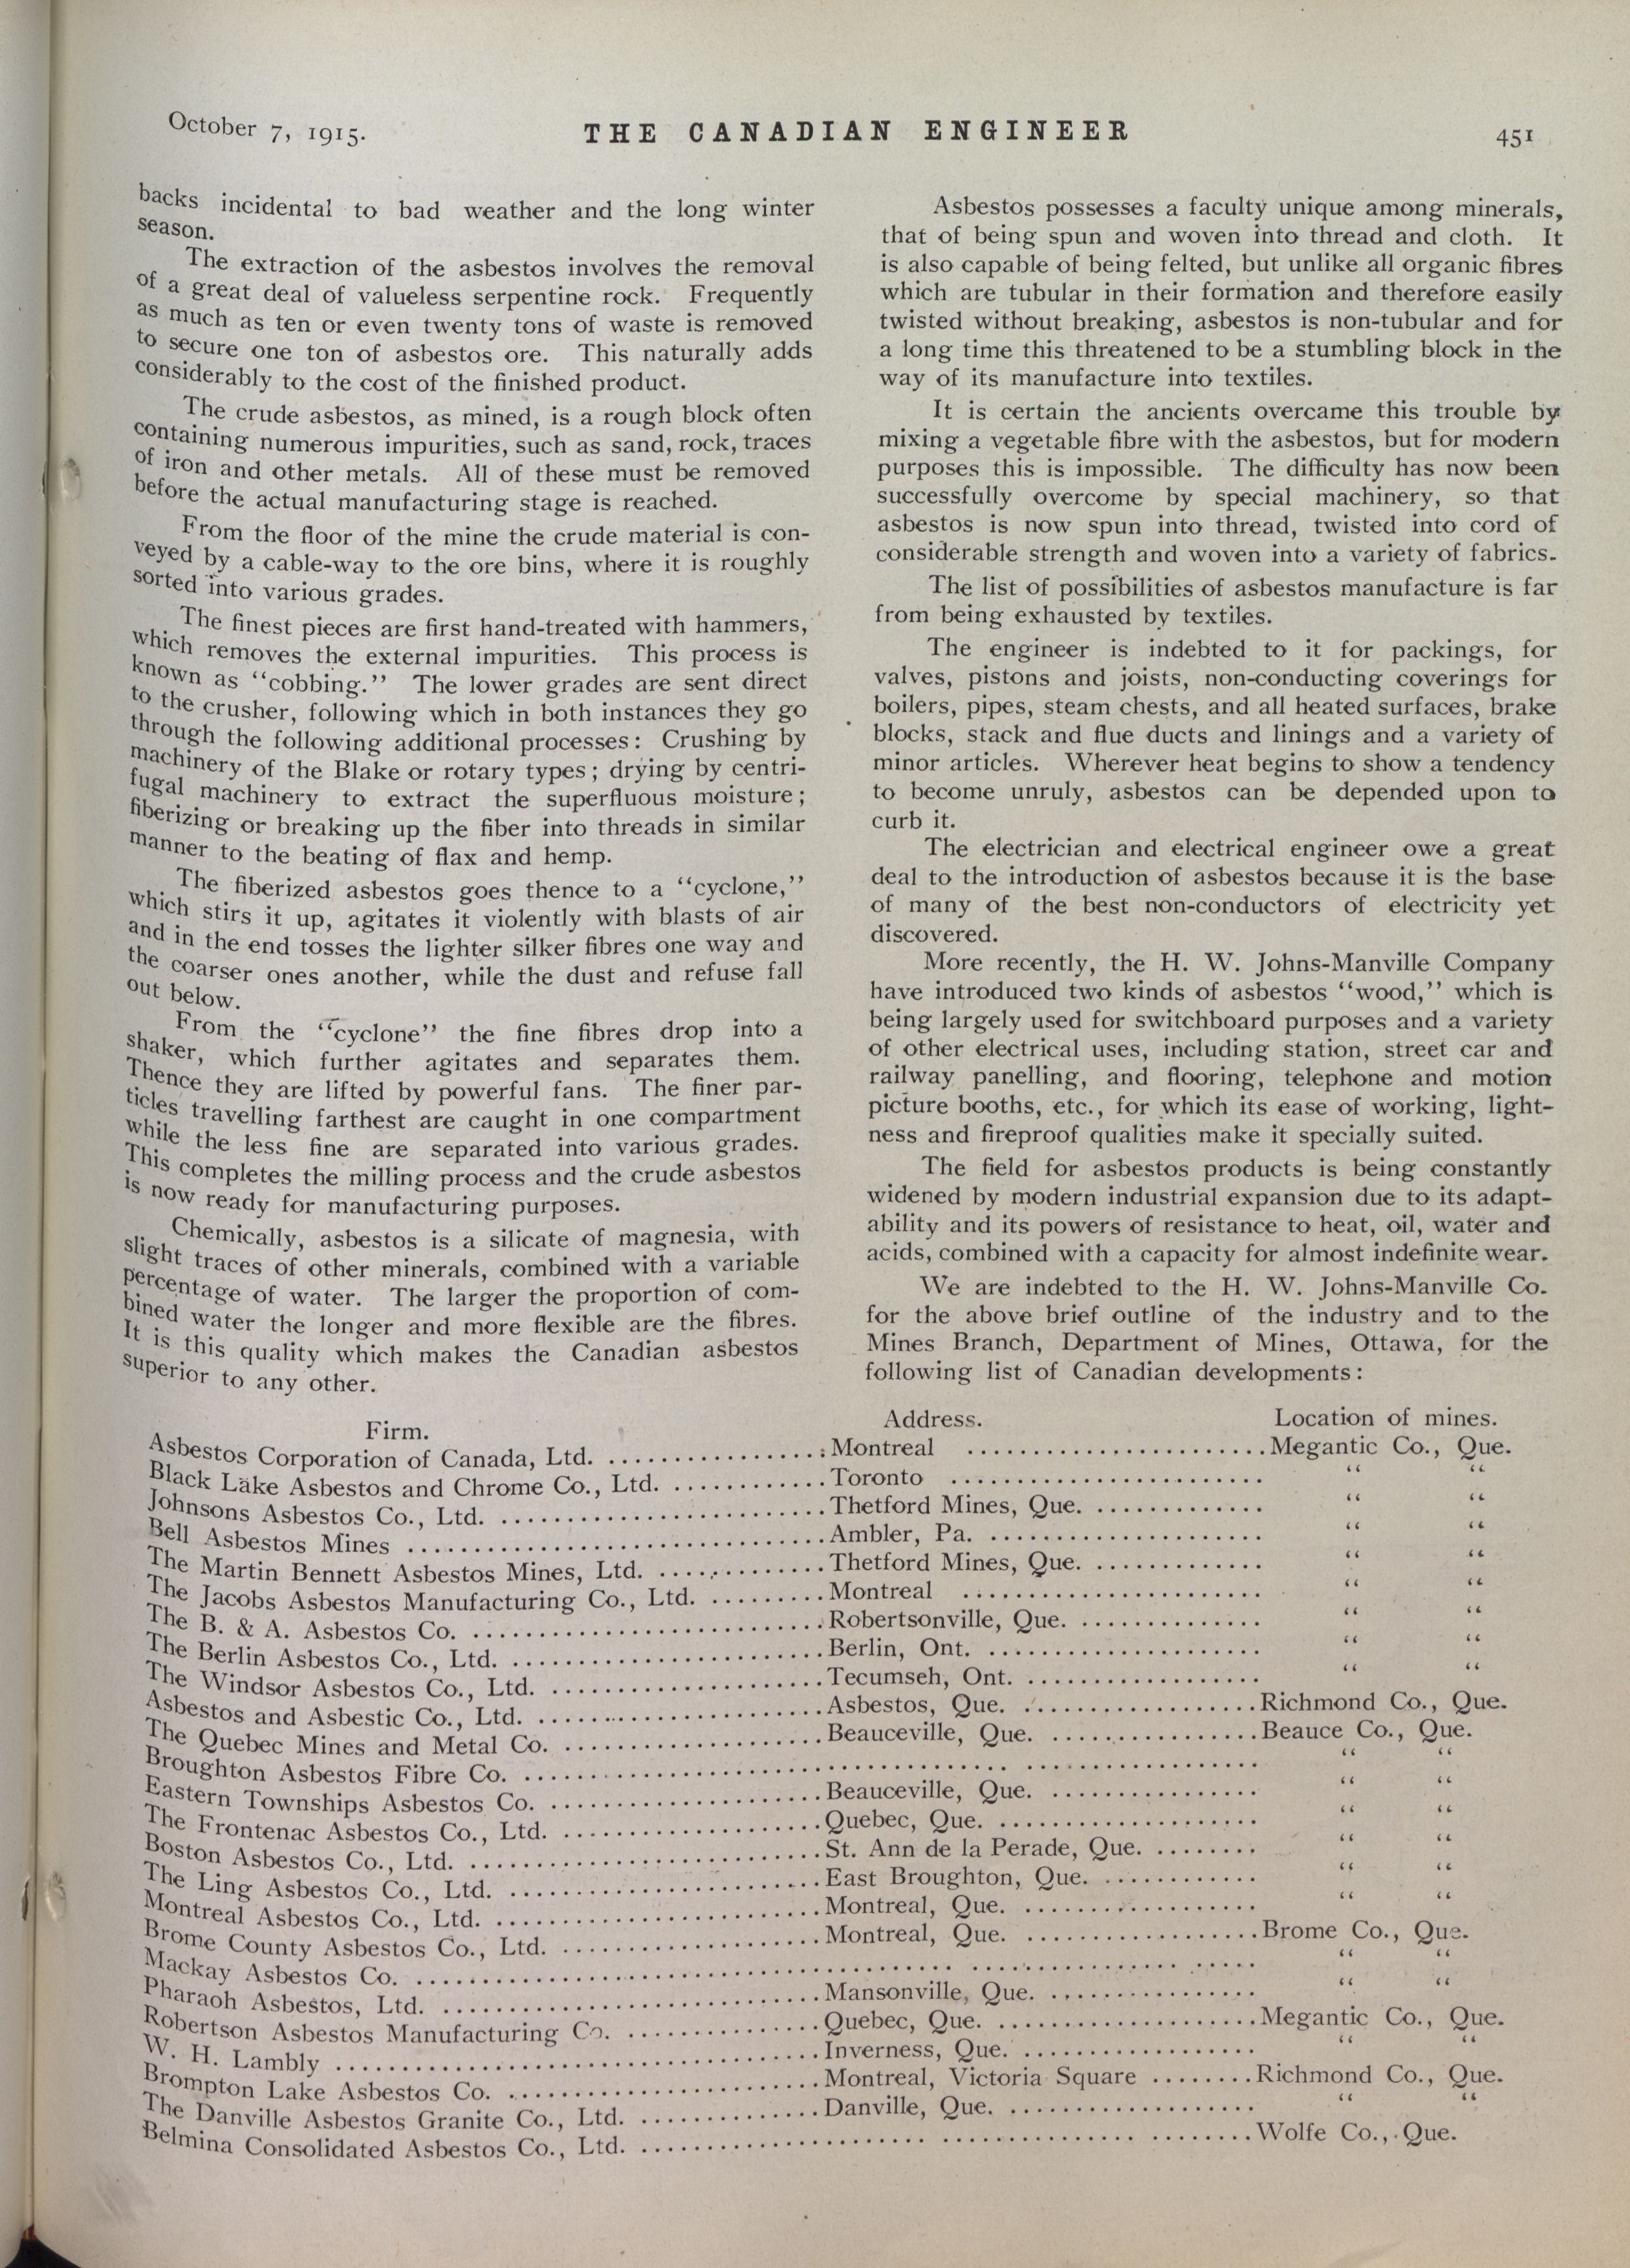 October 7, 1915.
THE CANADIAN ENGINEER
451
backs incidental to bad weather and the long winter
season.
The extraction of the asbestos involves the removal
of a great deal of valueless serpentine rock. Frequently
as much as ten or even twenty tons of waste is removed
to secure one ton of asbestos ore. This naturally adds
considerably to the cost of the finished product.
The crude asbestos, as mined, is a rough block often
containing numerous impurities, such as sand, rock, traces
of iron and other metals. All of these must be removed
before the actual manufacturing stage is reached.
From the floor of the mine the crude material is con-
veyed by a cable-way to the ore bins, where it is roughly
sorted into various grades.
The finest pieces are first hand-treated with hammers,
which removes the external impurities. This process is
known as “cobbing.” The lower grades are sent direct
to the crusher, following which in both instances they go
through the following additional processes: Crushing by
machinery of the Blake or rotary types; drying by centri-
fugal machinery to extract the superfluous moisture;
fiberizing or breaking up the fiber into threads in similar
manner to the beating of flax and hemp.
The fiberized asbestos goes thence to a “cyclone,”
which stirs it up, agitates it violently with blasts of air
and in the end tosses the lighter silker fibres one way and
the coarser ones another, while the dust and refuse fall
out below.
From the “cyclone” the fine fibres drop into a
shaker, which further agitates and separates them.
Thence they are lifted by powerful fans. The finer par-
ticles travelling farthest are caught in one compartment
while the less fine are separated into various grades.
This completes the milling process and the crude asbestos
is now ready for manufacturing purposes.
Chemically, asbestos is a silicate of magnesia, with
slight traces of other minerals, combined with a variable
percentage of water. The larger the proportion of com-
bined water the longer and more flexible are the fibres.
It is this quality which makes the Canadian asbestos
superior to any other.
Asbestos possesses a faculty unique among minerals,
that of being spun and woven into thread and cloth. It
is also capable of being felted, but unlike all organic fibres
which are tubular in their formation and therefore easily
twisted without breaking, asbestos is non-tubular and for
a long time this threatened to be a stumbling block in the
way of its manufacture into textiles.
It is certain the ancients overcame this trouble by
mixing a vegetable fibre with the asbestos, but for modern
purposes this is impossible. The difficulty has now been
successfully overcome by special machinery, so that
asbestos is now spun into thread, twisted into cord of
considerable strength and woven into a variety of fabrics.
The list of possibilities of asbestos manufacture is far
from being exhausted by textiles.
The engineer is indebted to it for packings, for
valves, pistons and joists, non-conducting coverings for
boilers, pipes, steam chests, and all heated surfaces, brake
blocks, stack and flue ducts and linings and a variety of
minor articles. Wherever heat begins to show a tendency
to become unruly, asbestos can be depended upon to
curb it.
The electrician and electrical engineer owe a great
deal to the introduction of asbestos because it is the base
of many of the best non-conductors of electricity yet
discovered.
More recently, the H. W. Johns-Manville Company
have introduced two kinds of asbestos “wood,” which is
being largely used for switchboard purposes and a variety
of other electrical uses, including station, street car and
railway panelling, and flooring, telephone and motion
picture booths, etc., for which its ease of working, light-
ness and fireproof qualities make it specially suited.
The field for asbestos products is being constantly
widened by modern industrial expansion due to its adapt-
ability and its powers of resistance to heat, oil, water and
acids, combined with a capacity for almost indefinite wear.
We are indebted to the H. W. Johns-Manville Co.
for the above brief outline of the industry and to the
Mines Branch, Department of Mines, Ottawa, for the
following list of Canadian developments:
Firm. Address. Location of mines.
Asbestos Corporation of Canada, Ltd. ................: Montreal ....................... Megantic Co., Que.
Black Lake Asbestos and Chrome Co., Ltd. ............ Toronto ........................ “ “
Johnsons Asbestos Co., Ltd. ......................... Thetford Mines, Que. ............. “ “
Bell Asbestos Mines ................................ Ambler, Pa. ..................... “ “
The Martin Bennett Asbestos Mines, Ltd. ............. Thetford Mines, Que. ............. “ “
The Jacobs Asbestos Manufacturing Co., Ltd. ......... Montreal ....................... “ “
The B. & A. Asbestos Co. ........................... Robertsonville, Que. .............. “ “
The Berlin Asbestos Co., Ltd. ........................ Berlin, Ont. ..................... “ “
The Windsor Asbestos Co., Ltd. ..................... Tecumseh, Ont. .................. “ “
Asbestos and Asbestic Co., Ltd. ...................... Asbestos, Que. .................. Richmond Co., Que.
The Quebec Mines and Metal Co. .................... Beauceville, Que. ................ Beauce Co., Que.
Broughton Asbestos Fibre Co. ....................................................... “ “
Eastern Townships Asbestos Co. ..................... Beauceville, Que. ................ “ “
The Frontenac Asbestos Co., Ltd. .................... Quebec, Que. .................... “ “
Boston Asbestos Co., Ltd. ........................... St. Ann de la Perade, Que. ........ “ “
The Ling Asbestos Co., Ltd. ........................ East Broughton, Que. ............ “ “
Montreal Asbestos Co., Ltd. ......................... Montreal, Que. .................. “ “
Brome County Asbestos Co., Ltd. .................... Montreal, Que. .................. Brome Co., Que.
Mackay Asbestos Co. .............................................................. “ “
Pharaoh Asbestos, Ltd. ............................. Mansonville, Que. ................ “ “
Robertson Asbestos Manufacturing Co. ............... Quebec, Que. .................... Megantic Co., Que.
W. H. Lambly ..................................... Inverness, Que. .................. “ “
Brompton Lake Asbestos Co. ........................ Montreal, Victoria Square ........ Richmond Co., Que.
The Danville Asbestos Granite Co., Ltd. .............. Danville, Que. ................... “ “
Belmina Consolidated Asbestos Co., Ltd. ............................................. Wolfe Co., Que.